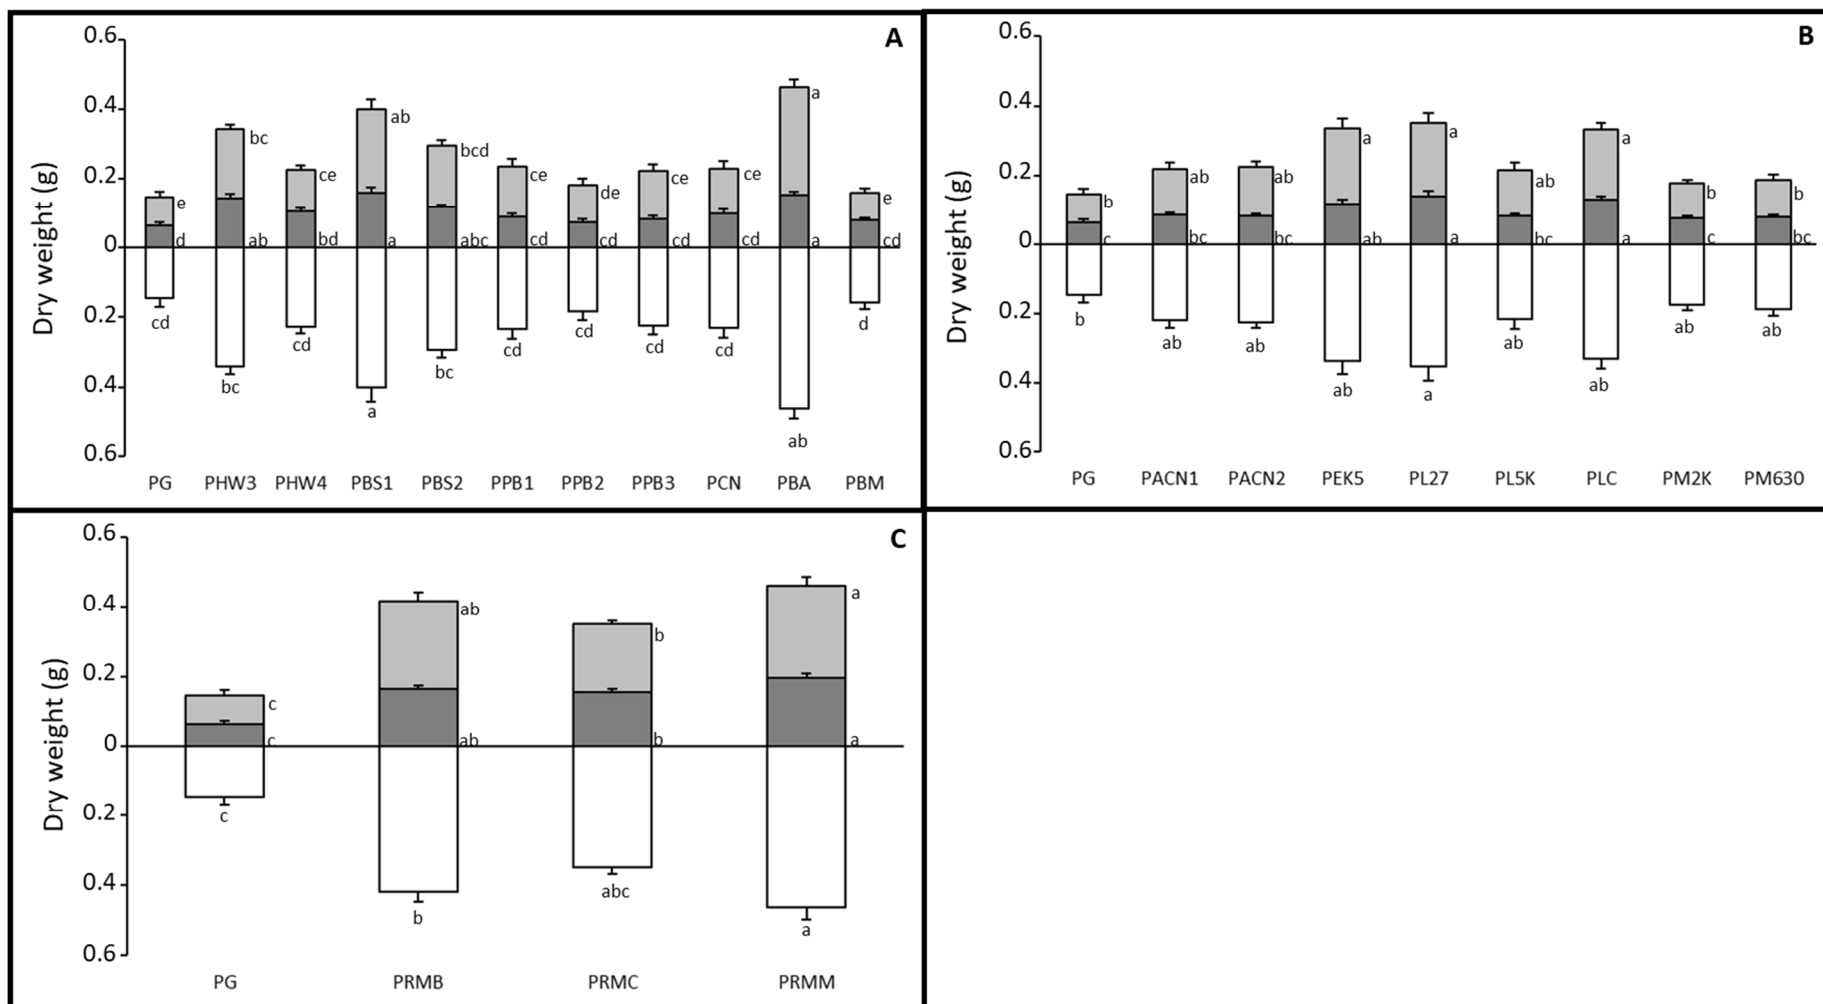 A
Dry weight (g)
0.6
0.4
0.2
0
0.2
0.4
0.6
e bc ce ab bcd ce de ce ce a e
d ab bd a abc cd cd cd cd a cd
cd bc cd a bc cd cd cd cd ab d
PG PHW3 PHW4 PBS1 PBS2 PPB1 PPB2 PPB3 PCN PBA PBM
B
Dry weight (g)
0.6
0.4
0.2
0
0.2
0.4
0.6
b ab ab a a ab a b b
c bc bc ab a bc a c bc
b ab ab ab a ab ab ab ab
PG PACN1 PACN2 PEK5 PL27 PL5K PLC PM2K PM630
C
Dry weight (g)
0.6
0.4
0.2
0
0.2
0.4
0.6
c ab b a
c ab b a
c b abc a
PG PRMB PRMC PRMM